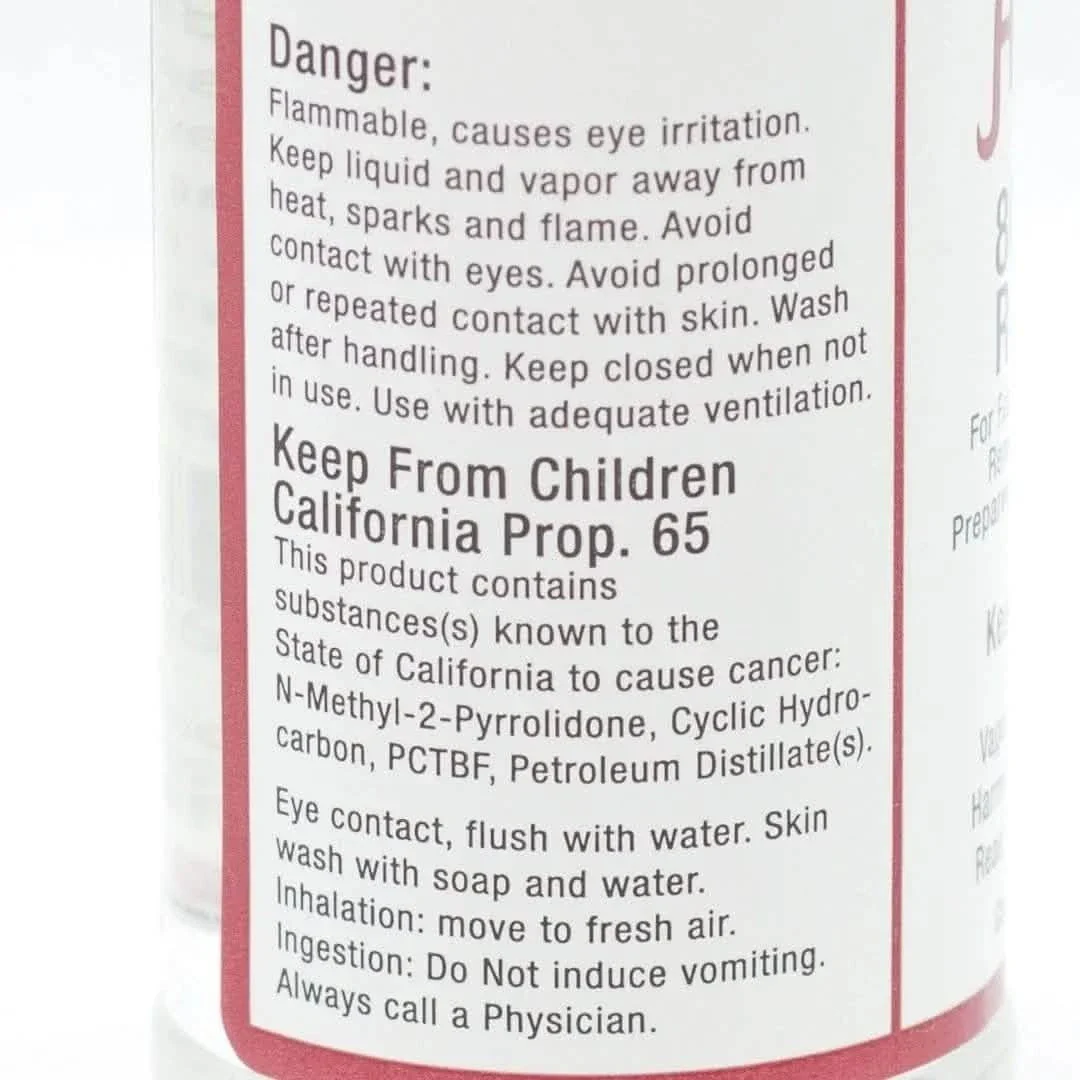 Danger:
Flammable, causes eye irritation.
Keep liquid and vapor away from
heat, sparks and flame. Avoid
contact with eyes. Avoid prolonged
or repeated contact with skin. Wash
after handling. Keep closed when not
in use. Use with adequate ventilation.
Keep From Children
California Prop. 65
This product contains
substances(s) known to the
State of California to cause cancer:
N-Methyl-2-Pyrrolidone, Cyclic Hydro-
carbon, PCTBF, Petroleum Distillate(s).
Eye contact, flush with water. Skin
wash with soap and water.
Inhalation: move to fresh air.
Ingestion: Do Not induce vomiting.
Always call a Physician.
For